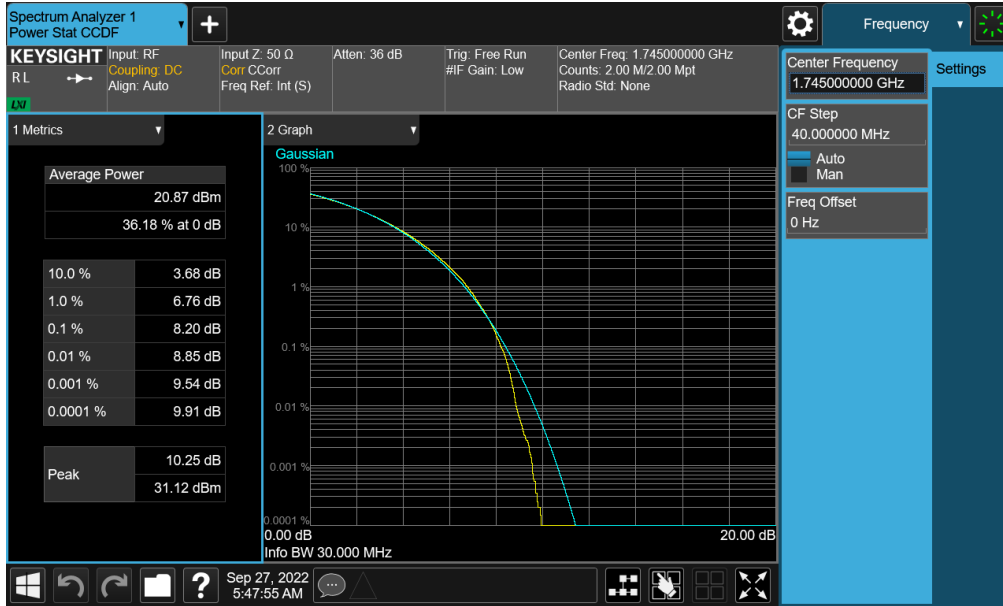 Spectrum Analyzer 1
Power Stat CCDF
Frequency
KEYSIGHT
RL
LXI
Input: RF
Coupling: DC
Align: Auto
Input Z: 50 Ω
Corr CCorr
Freq Ref: Int (S)
Atten: 36 dB
Trig: Free Run
#IF Gain: Low
Center Freq: 1.745000000 GHz
Counts: 2.00 M/2.00 Mpt
Radio Std: None
Center Frequency
1.745000000 GHz
Settings
CF Step
40.000000 MHz
Auto
Man
Freq Offset
0 Hz
1 Metrics
Average Power
20.87 dBm
36.18 % at 0 dB
10.0 % 3.68 dB
1.0 % 6.76 dB
0.1 % 8.20 dB
0.01 % 8.85 dB
0.001 % 9.54 dB
0.0001 % 9.91 dB
Peak
10.25 dB
31.12 dBm
2 Graph
Gaussian
100 %
10 %
1 %
0.1 %
0.01 %
0.001 %
0.0001 %
0.00 dB 20.00 dB
Info BW 30.000 MHz
?
Sep 27, 2022
5:47:55 AM